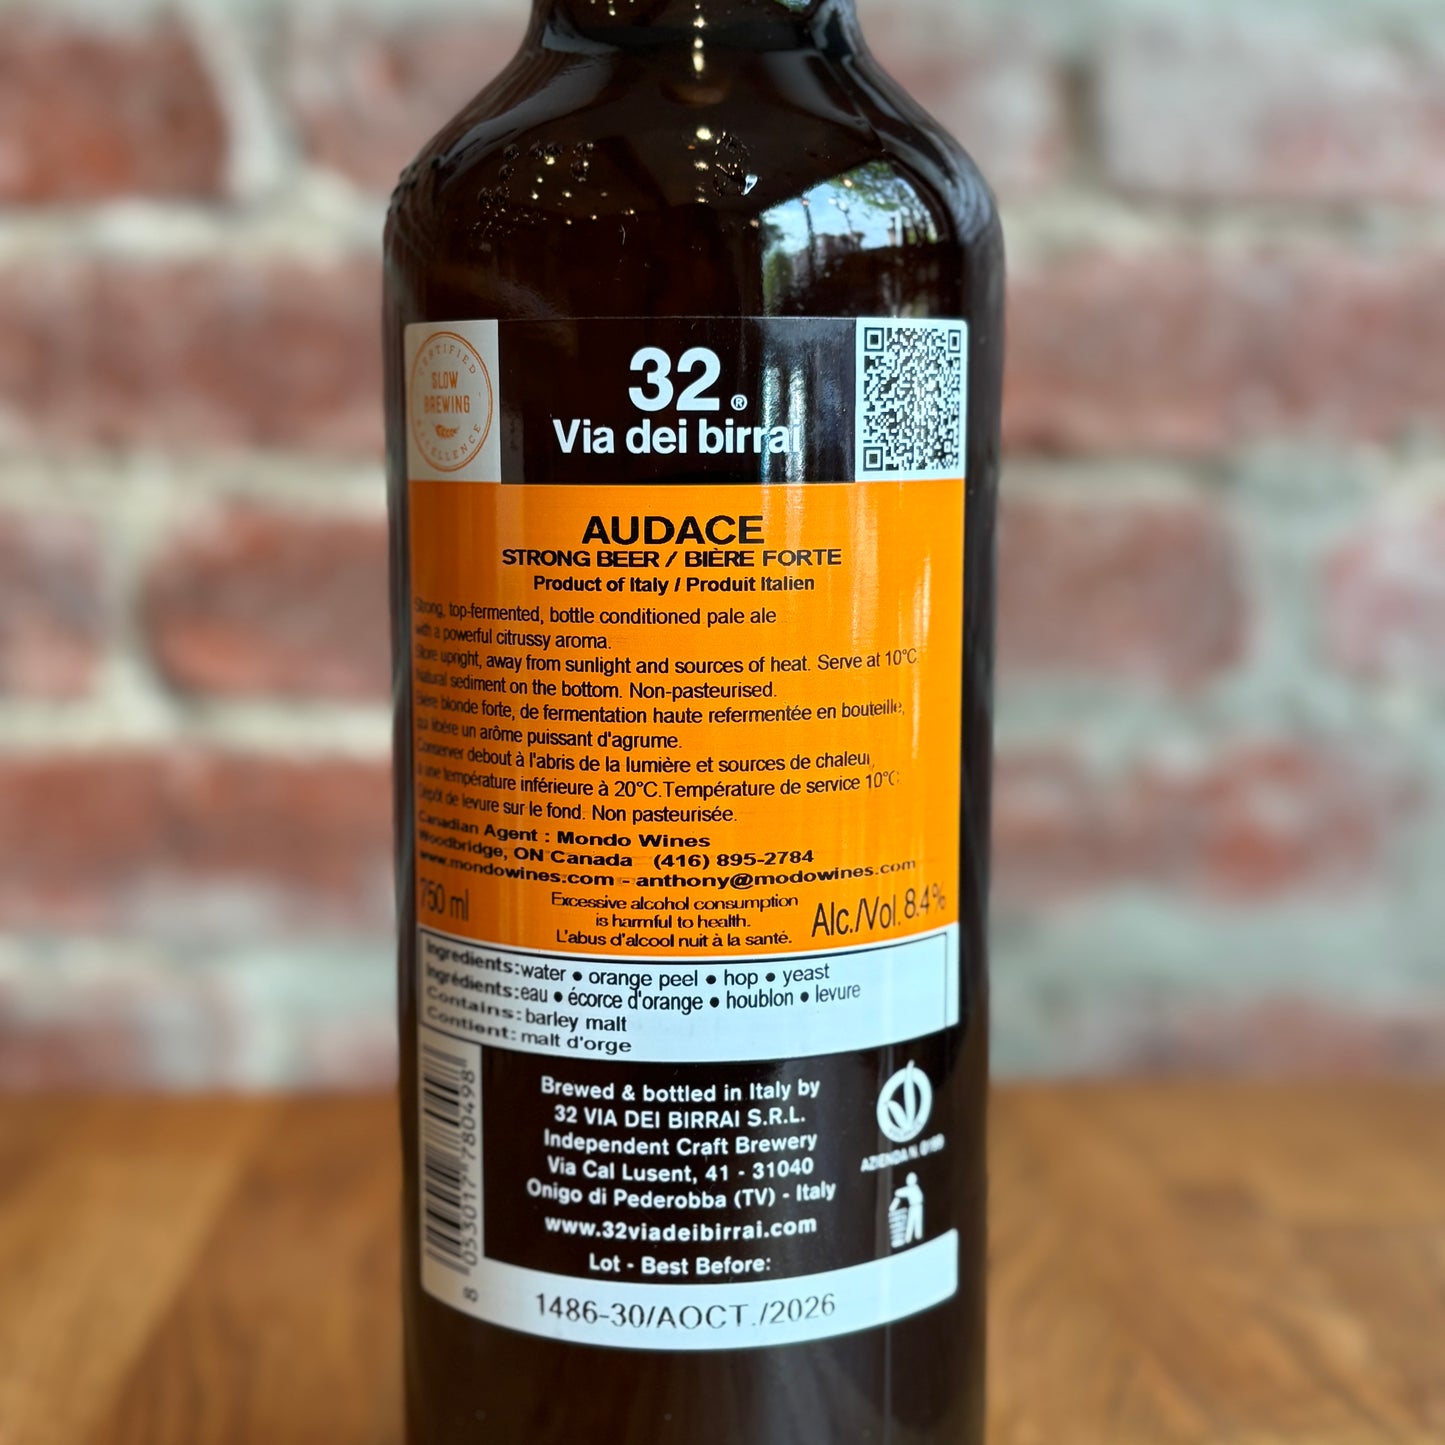 CERTIFIED
SLOW
BREWING
EXCELLENCE
32®
Via dei birrai
AUDACE
STRONG BEER / BIÈRE FORTE
Product of Italy / Produit Italien
Strong, top-fermented, bottle conditioned pale ale
with a powerful citrussy aroma.
Store upright, away from sunlight and sources of heat. Serve at 10°C
Natural sediment on the bottom. Non-pasteurised.
Bière blonde forte, de fermentation haute refermentée en bouteille,
qui libère un arôme puissant d'agrume.
Conserver debout à l'abris de la lumière et sources de chaleur,
à une température inférieure à 20°C.Température de service 10°C
Dépôt de levure sur le fond. Non pasteurisée.
Canadian Agent : Mondo Wines
Woodbridge, ON Canada (416) 895-2784
www.mondowines.com - anthony@modowines.com
750 ml
Excessive alcohol consumption
is harmful to health.
L'abus d'alcool nuit à la santé.
Alc./Vol. 8.4%
Ingredients:water • orange peel • hop • yeast
Ingrédients:eau • écorce d'orange • houblon • levure
Contains: barley malt
Contient: malt d'orge
Brewed & bottled in Italy by
32 VIA DEI BIRRAI S.R.L.
Independent Craft Brewery
Via Cal Lusent, 41 - 31040
Onigo di Pederobba (TV) - Italy
www.32viadeibirrai.com
Lot - Best Before:
1486-30/AOCT./2026
AZIENDA N.